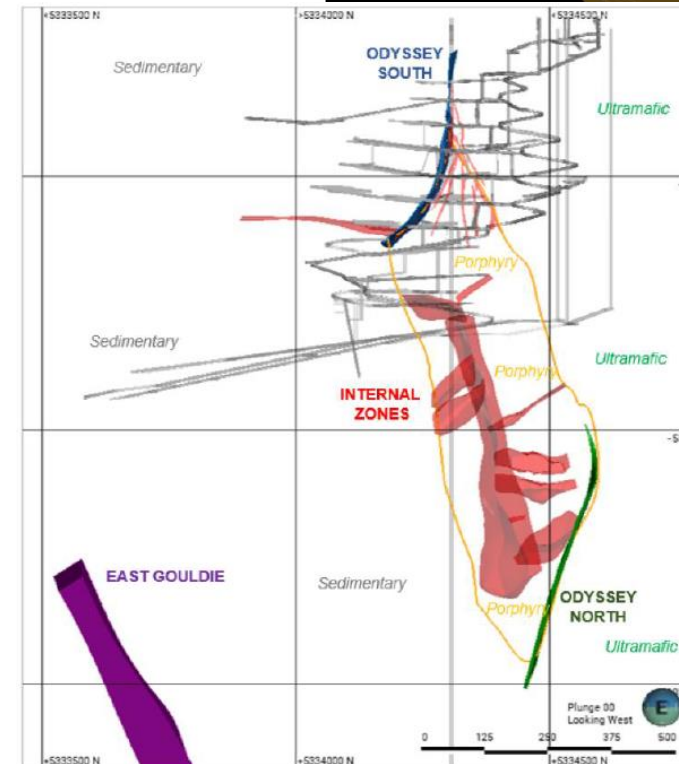 +5333500 N
+5334000 N
+5334500 N
ODYSSEY
SOUTH
Sedimentary
Ultramafic
Porphyry
Sedimentary
Ultramafic
Porphyry
INTERNAL
ZONES
EAST GOULDIE
Sedimentary
ODYSSEY
NORTH
Porphyry
Ultramafic
Plunge 00
Looking West
E
0 125 250 375 500
+5333500 N
+5334000 N
+5334500 N